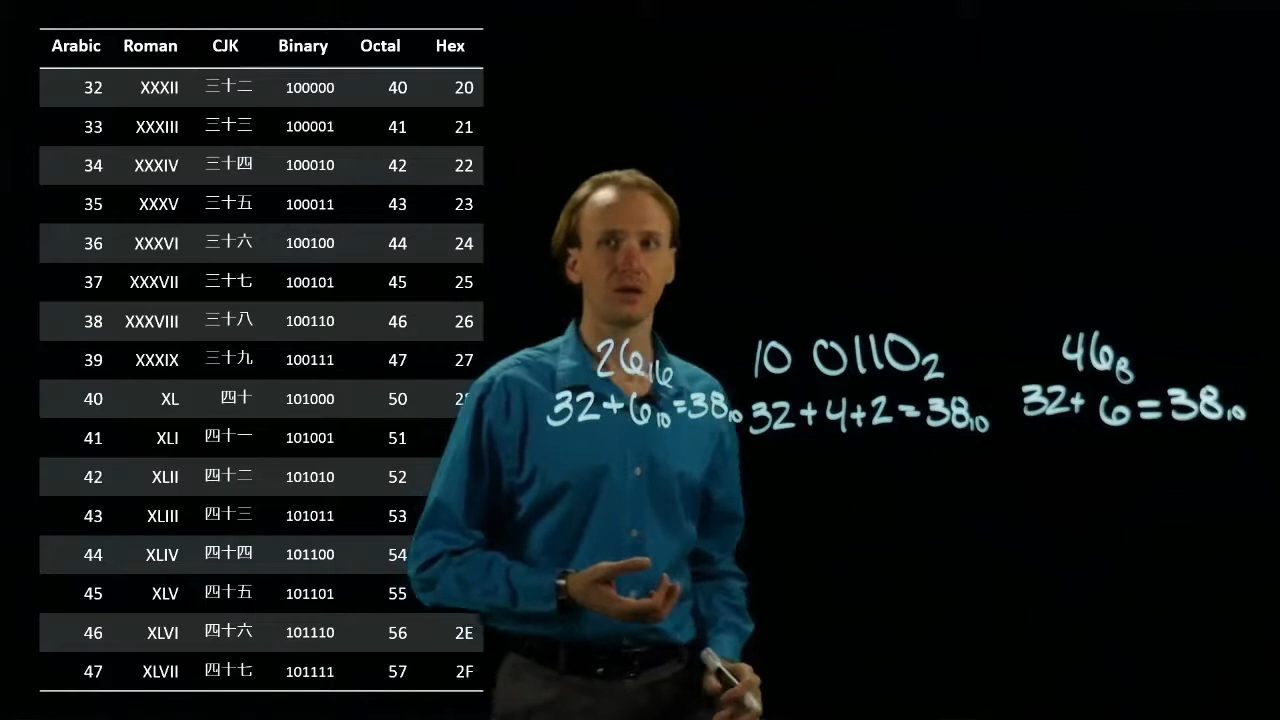 Arabic Roman CJK Binary Octal Hex
32 XXXII 三十二 100000 40 20
33 XXXIII 三十三 100001 41 21
34 XXXIV 三十四 100010 42 22
35 XXXV 三十五 100011 43 23
36 XXXVI 三十六 100100 44 24
37 XXXVII 三十七 100101 45 25
38 XXXVIII 三十八 100110 46 26
39 XXXIX 三十九 100111 47 27
40 XL 四十 101000 50
41 XLI 四十一 101001 51
42 XLII 四十二 101010 52
43 XLIII 四十三 101011 53
44 XLIV 四十四 101100 54
45 XLV 四十五 101101 55
46 XLVI 四十六 101110 56 2E
47 XLVII 四十七 101111 57 2F
26₁₆ 10 0110₂ 46₈
32+6₁₀=38₁₀ 32+4+2=38₁₀ 32+6=38₁₀